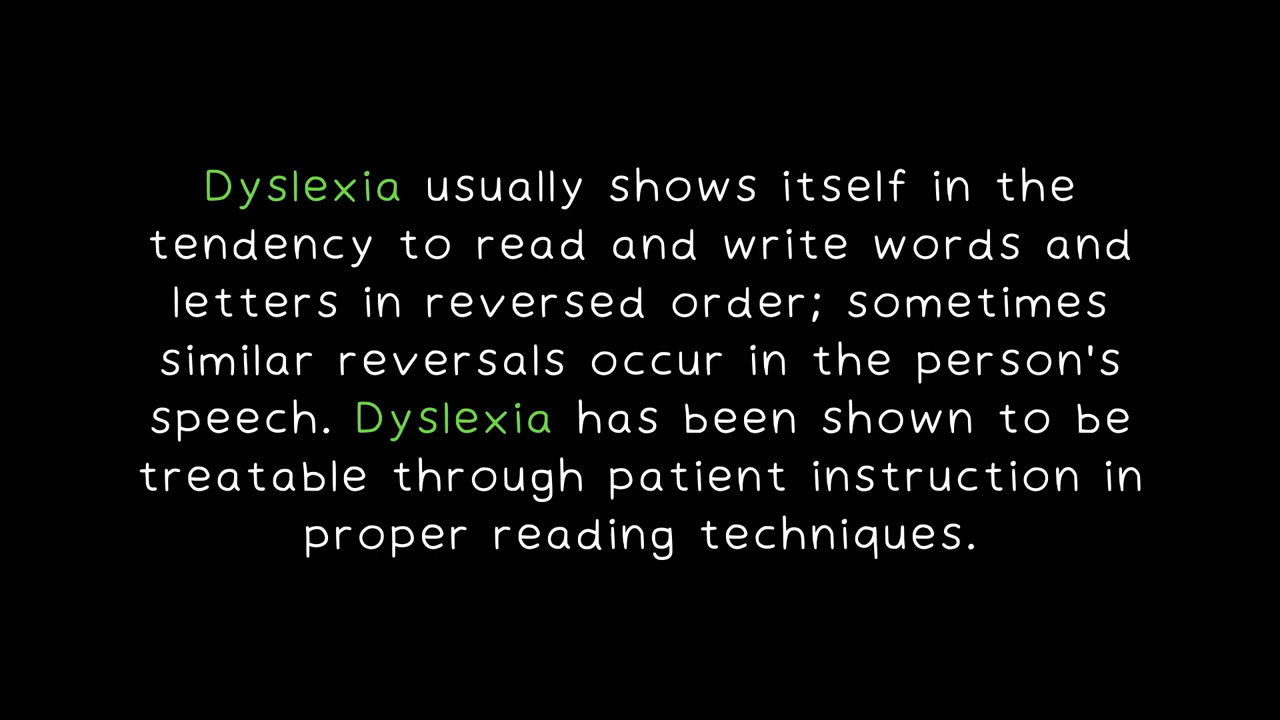 Dyslexia usually shows itself in the
tendency to read and write words and
letters in reversed order; sometimes
similar reversals occur in the person's
speech. Dyslexia has been shown to be
treatable through patient instruction in
proper reading techniques.